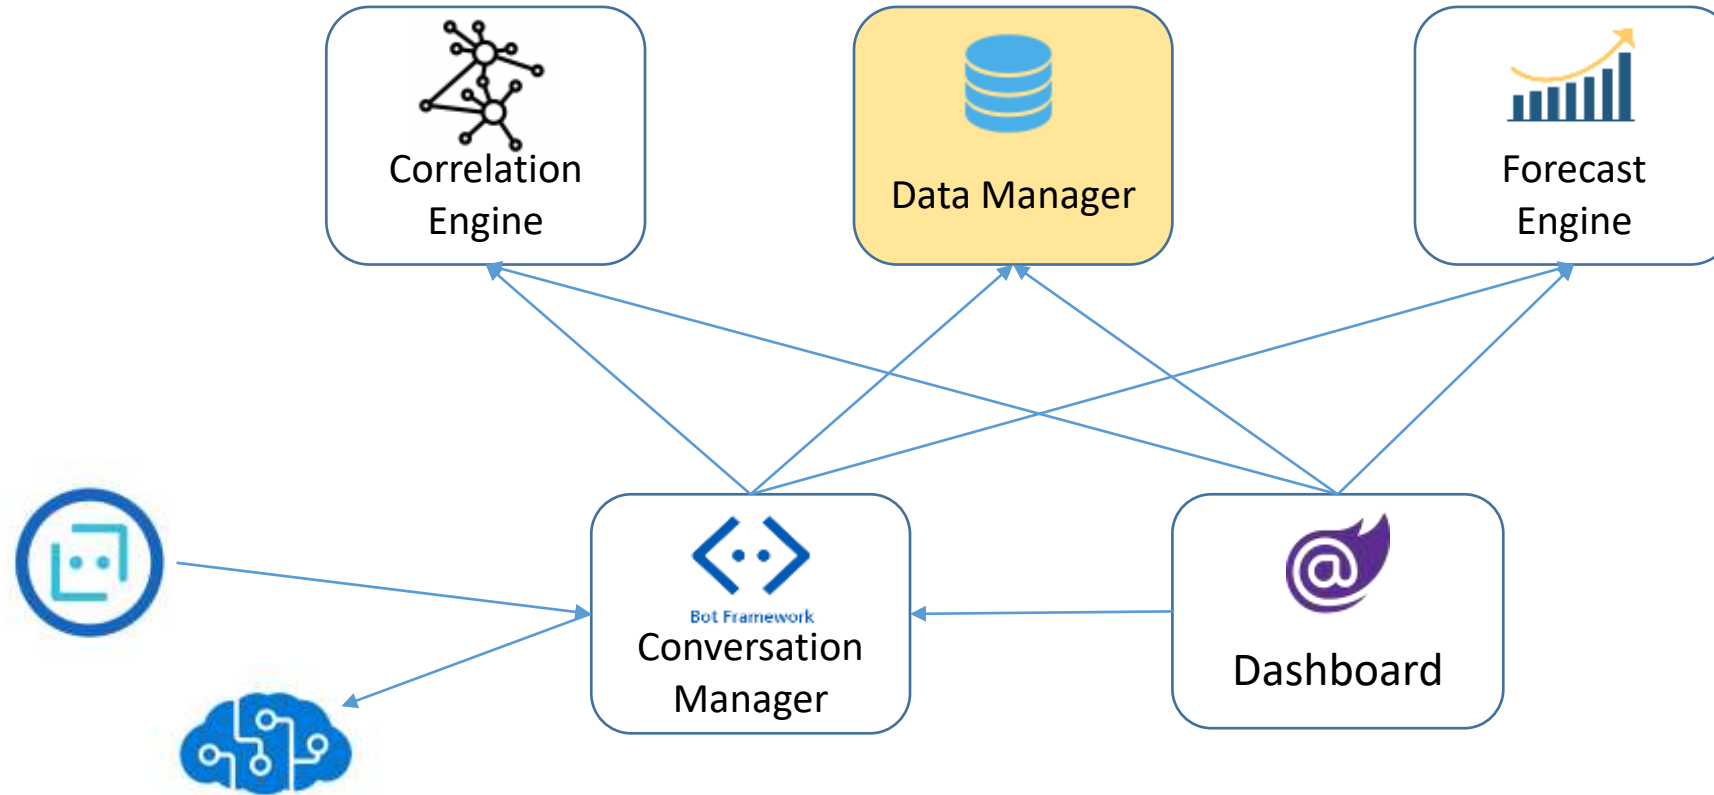 Correlation
Engine
Data Manager
Forecast
Engine
Bot Framework
Conversation
Manager
Dashboard